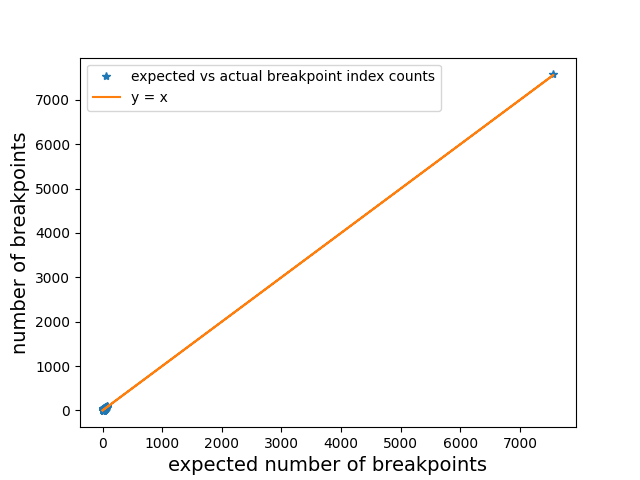 expected vs actual breakpoint index counts
y = x
7000
6000
5000
4000
3000
2000
1000
0
number of breakpoints
0 1000 2000 3000 4000 5000 6000 7000
expected number of breakpoints